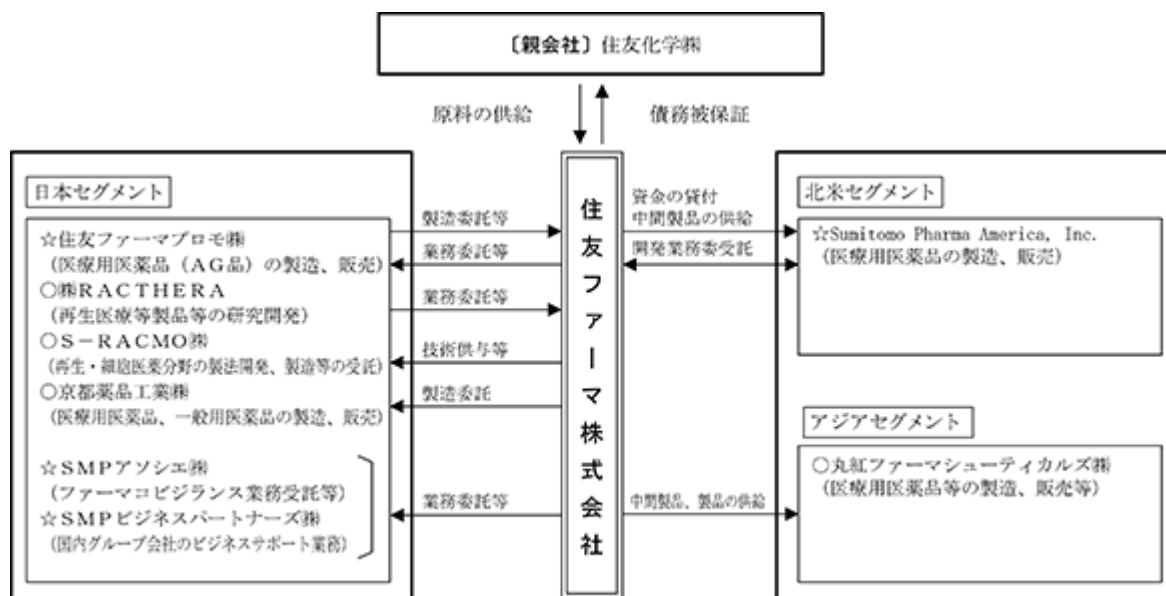 〔親会社〕住友化学㈱
原料の供給
債務被保証
日本セグメント
☆住友ファーマプロモ㈱
(医療用医薬品（AG品）の製造、販売)
○㈱RACTHERA
(再生医療等製品等の研究開発)
○S－RACMO㈱
(再生・細胞医薬分野の製法開発、製造等の受託)
○京都薬品工業㈱
(医療用医薬品、一般用医薬品の製造、販売)
☆SMPアソシエ㈱
(ファーマコビジランス業務受託等)
☆SMPビジネスパートナーズ㈱
(国内グループ会社のビジネスサポート業務)
製造委託等
業務委託等
業務委託等
技術供与等
製造委託
業務委託等
住友ファーマ株式会社
資金の貸付
中間製品の供給
開発業務委受託
中間製品、製品の供給
北米セグメント
☆Sumitomo Pharma America, Inc.
(医療用医薬品の製造、販売)
アジアセグメント
○丸紅ファーマシューティカルズ㈱
(医療用医薬品等の製造、販売等)